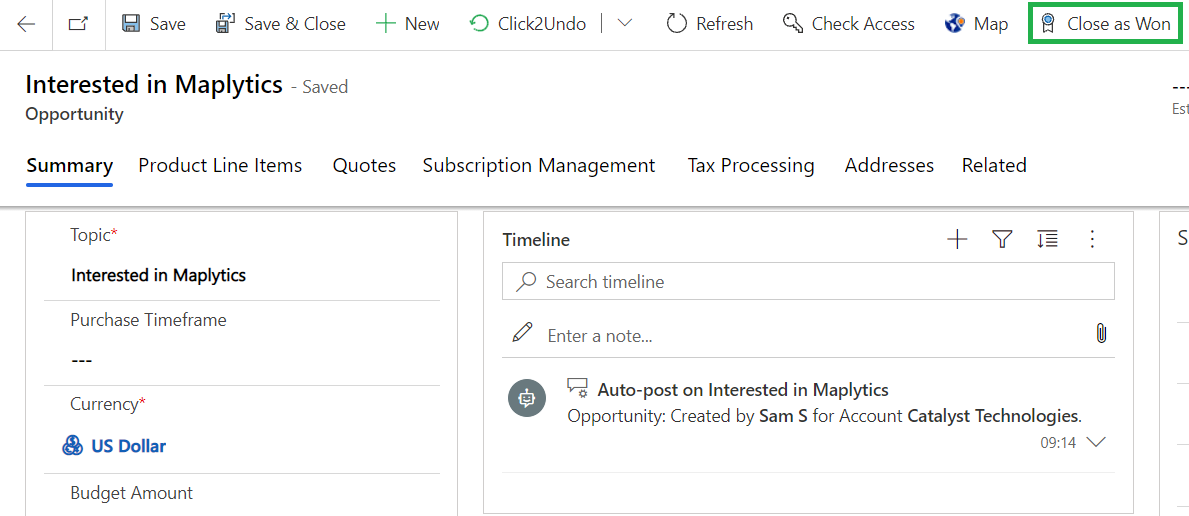 Save Save & Close New Click2Undo Refresh Check Access Map Close as Won
Interested in Maplytics - Saved
---
Opportunity
Est
Summary Product Line Items Quotes Subscription Management Tax Processing Addresses Related
Topic*
Interested in Maplytics
Purchase Timeframe
---
Currency*
US Dollar
Budget Amount
Timeline
Search timeline
Enter a note...
Auto-post on Interested in Maplytics
Opportunity: Created by Sam S for Account Catalyst Technologies.
09:14
S